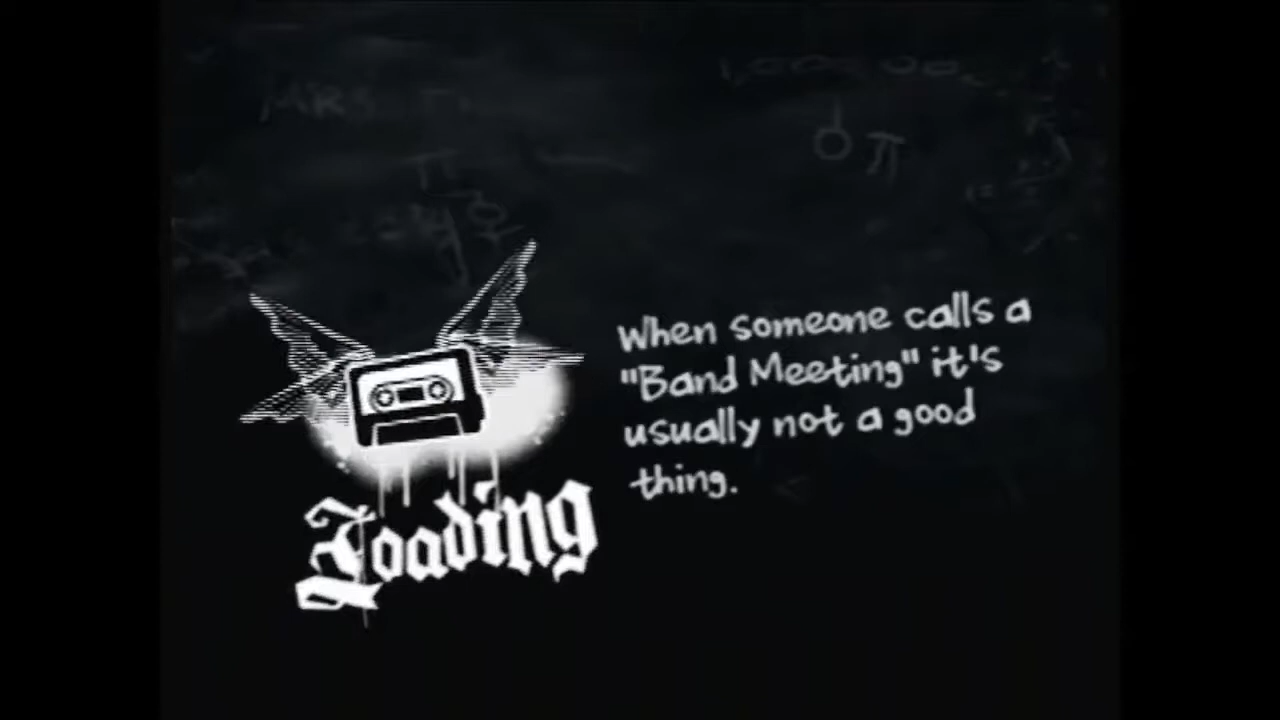 When someone calls a
"Band Meeting" it's
usually not a good
thing.
Loading